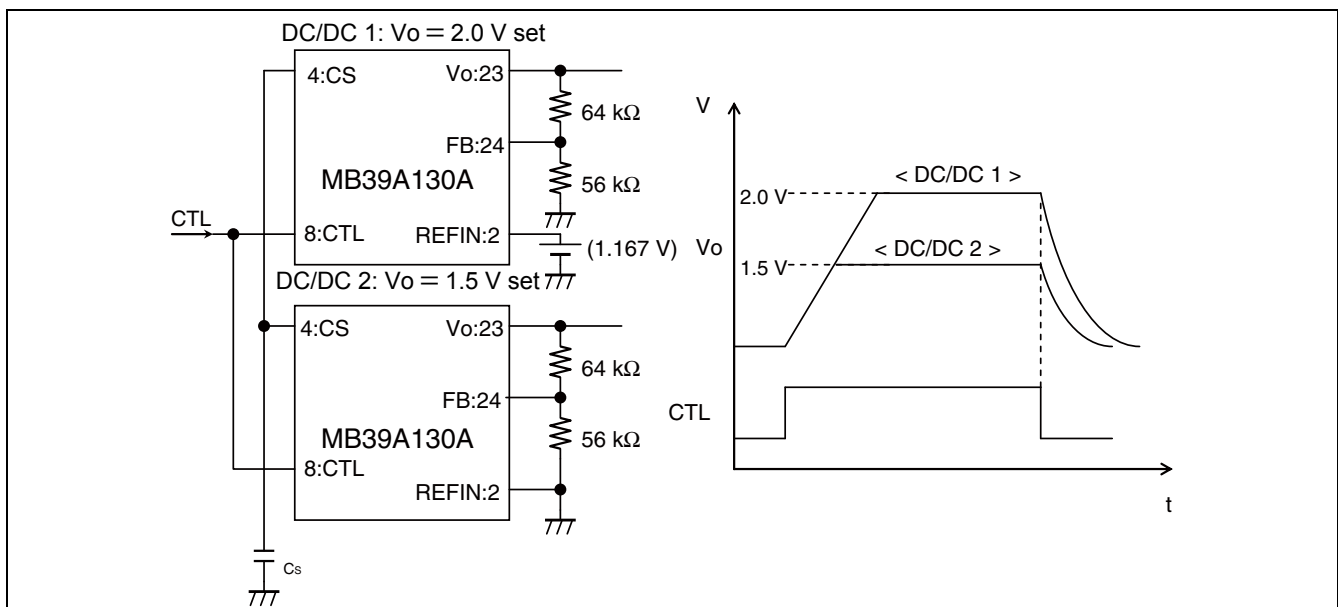 DC/DC 1: Vo = 2.0 V set
4:CS
Vo:23
64 kΩ
FB:24
56 kΩ
MB39A130A
CTL
8:CTL
REFIN:2
(1.167 V)
DC/DC 2: Vo = 1.5 V set
4:CS
Vo:23
64 kΩ
FB:24
MB39A130A
56 kΩ
8:CTL
REFIN:2
Cs
V
< DC/DC 1 >
2.0 V
Vo
< DC/DC 2 >
1.5 V
CTL
t